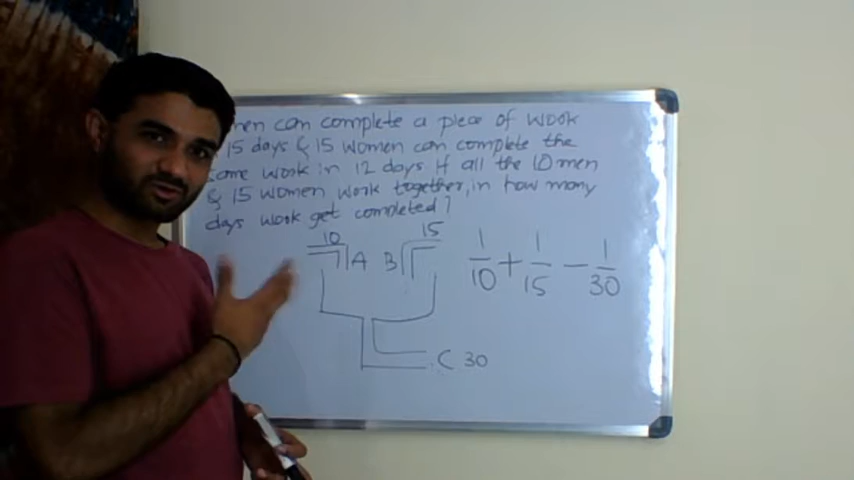 men can complete a piece of work
15 days & 15 women can complete the
same work in 12 days. If all the 10 men
& 15 women work together, in how many
days work get completed?
10 15
A B
1/10 + 1/15 - 1/30
C 30